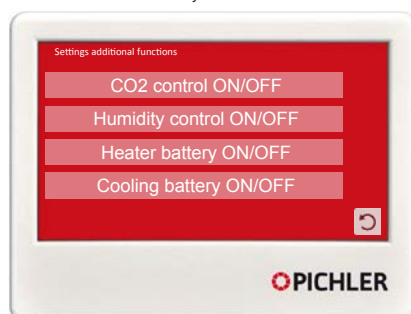 Settings additional functions
CO2 control ON/OFF
Humidity control ON/OFF
Heater battery ON/OFF
Cooling battery ON/OFF
PICHLER